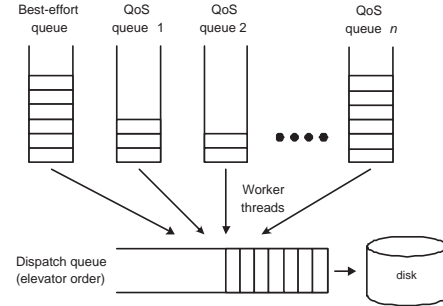 Best-effort
queue
QoS
queue 1
QoS
queue 2
QoS
queue n
Worker
threads
Dispatch queue
(elevator order)
disk